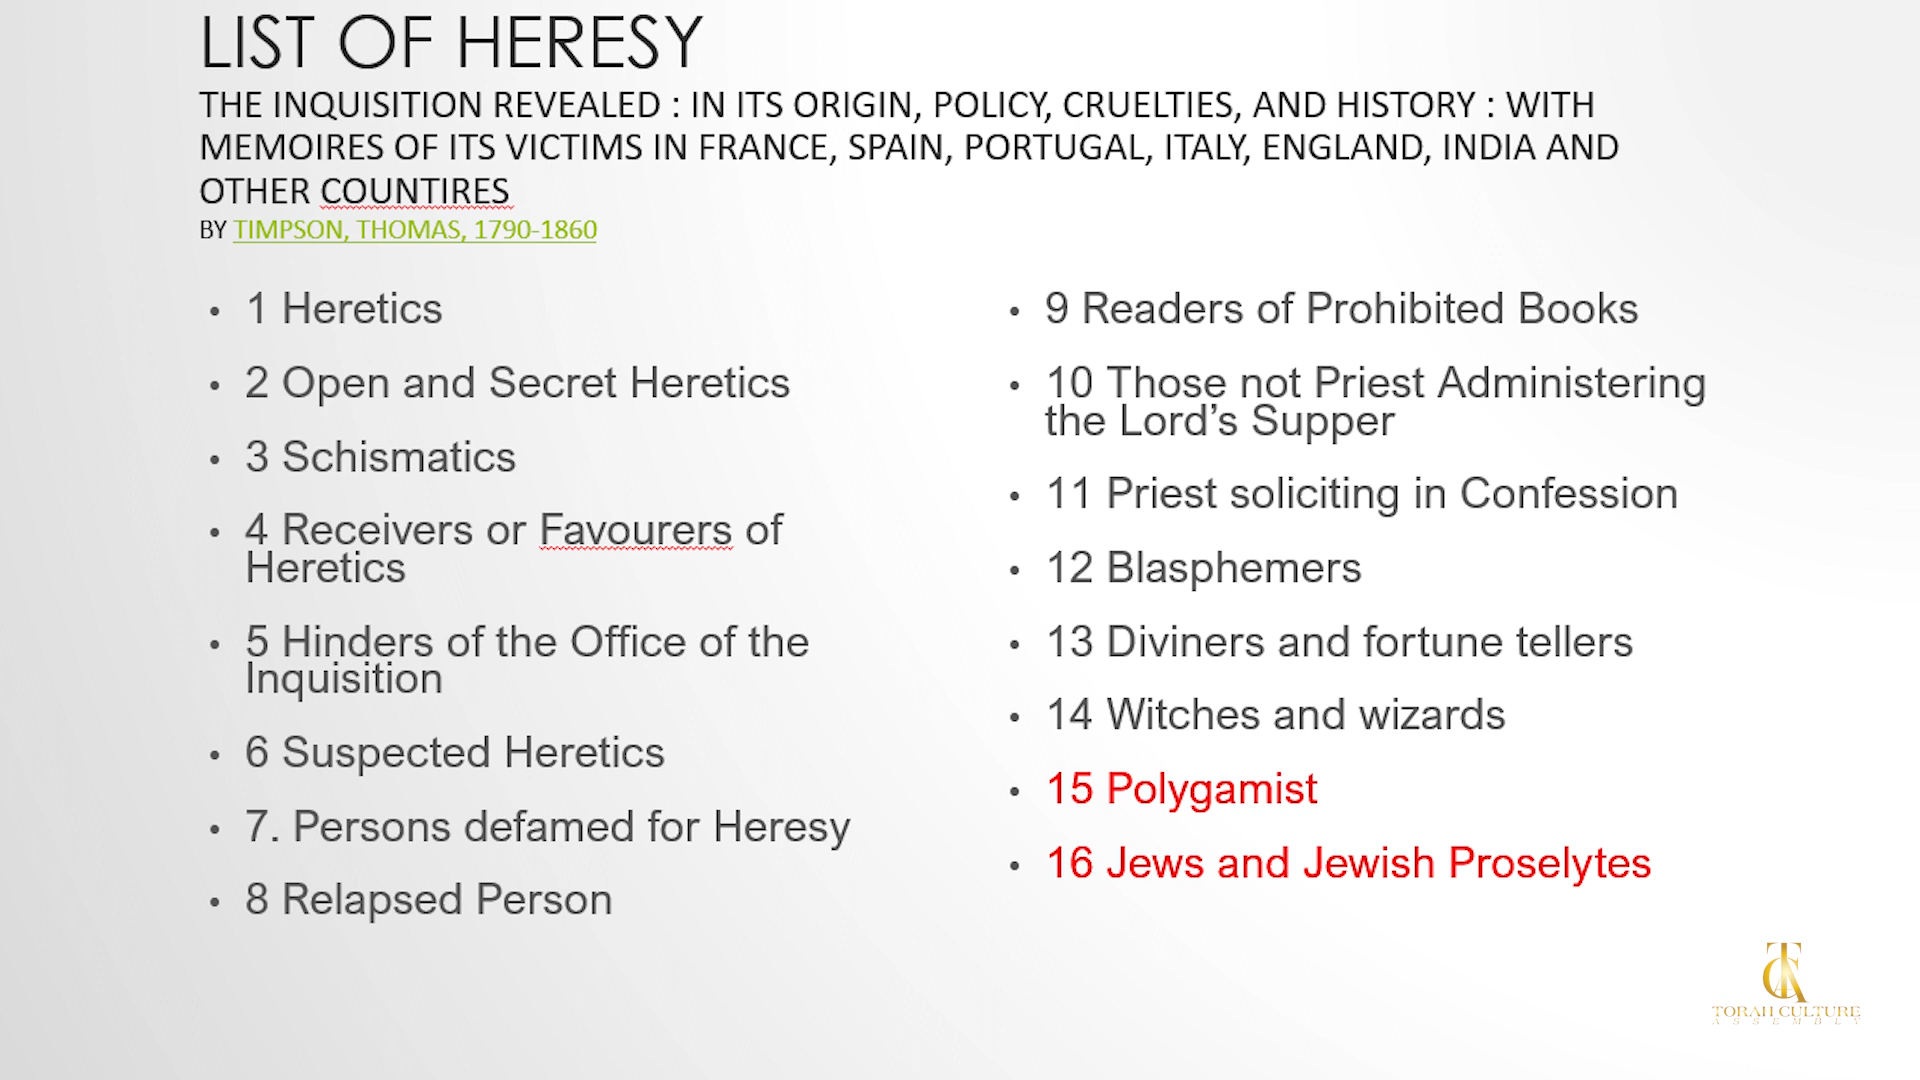 LIST OF HERESY
THE INQUISITION REVEALED : IN ITS ORIGIN, POLICY, CRUELTIES, AND HISTORY : WITH
MEMOIRES OF ITS VICTIMS IN FRANCE, SPAIN, PORTUGAL, ITALY, ENGLAND, INDIA AND
OTHER COUNTIRES
BY TIMPSON, THOMAS, 1790-1860
• 1 Heretics
• 2 Open and Secret Heretics
• 3 Schismatics
• 4 Receivers or Favourers of
Heretics
• 5 Hinders of the Office of the
Inquisition
• 6 Suspected Heretics
• 7. Persons defamed for Heresy
• 8 Relapsed Person
• 9 Readers of Prohibited Books
• 10 Those not Priest Administering
the Lord’s Supper
• 11 Priest soliciting in Confession
• 12 Blasphemers
• 13 Diviners and fortune tellers
• 14 Witches and wizards
• 15 Polygamist
• 16 Jews and Jewish Proselytes
TCA
TORAH CULTURE
ASSEMBLY